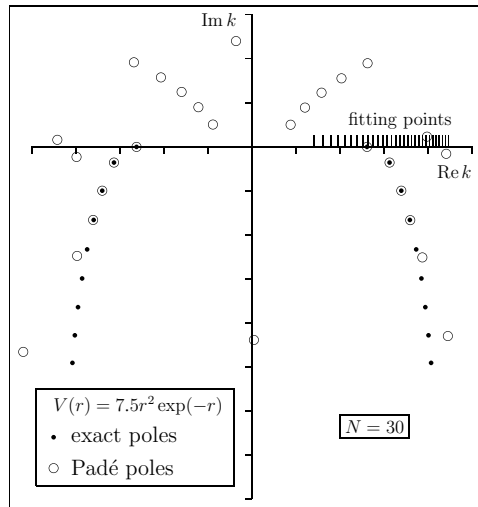 Im k
fitting points
Re k
V(r) = 7.5r² exp(−r)
exact poles
Padé poles
N = 30